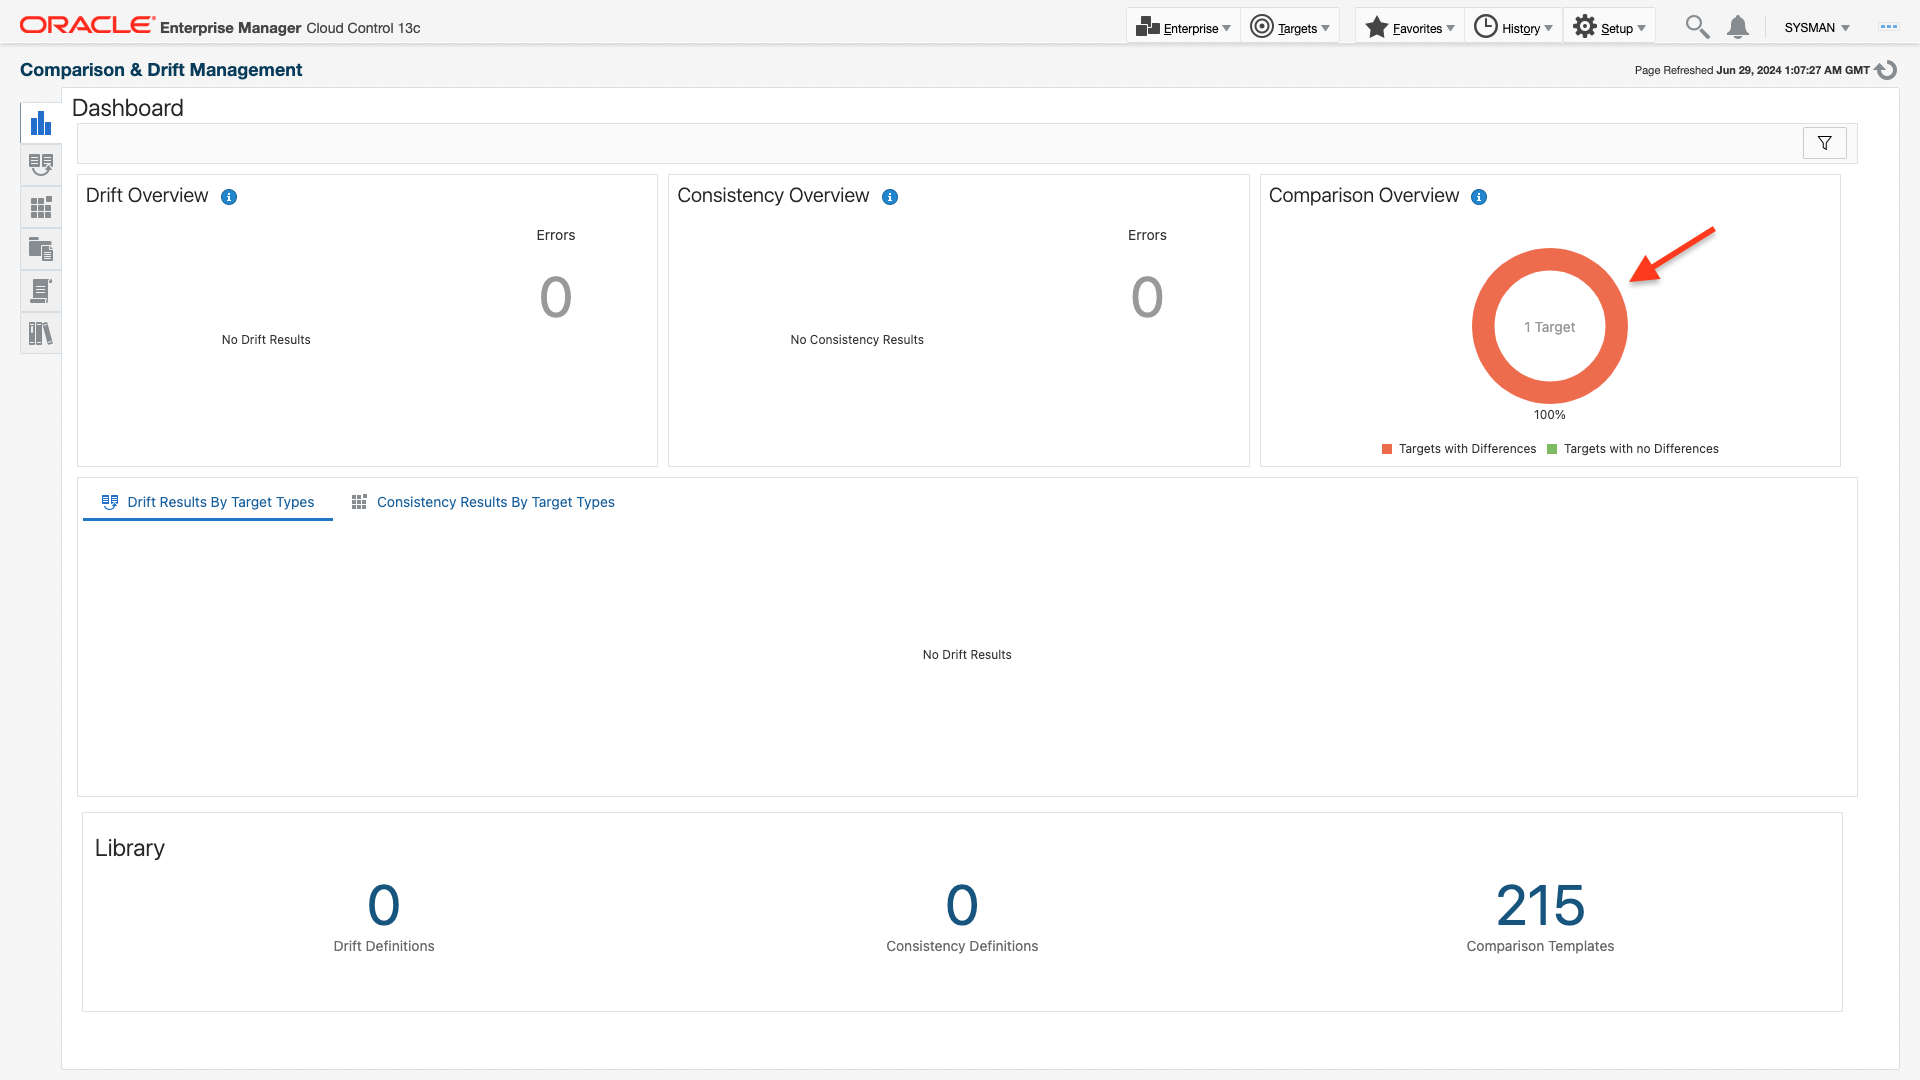 ORACLE Enterprise Manager Cloud Control 13c
Enterprise
Targets
Favorites
History
Setup
SYSMAN
Comparison & Drift Management
Page Refreshed Jun 29, 2024 1:07:27 AM GMT
Dashboard
Drift Overview
Errors
0
No Drift Results
Consistency Overview
Errors
0
No Consistency Results
Comparison Overview
1 Target
100%
Targets with Differences
Targets with no Differences
Drift Results By Target Types
Consistency Results By Target Types
No Drift Results
Library
0
Drift Definitions
0
Consistency Definitions
215
Comparison Templates